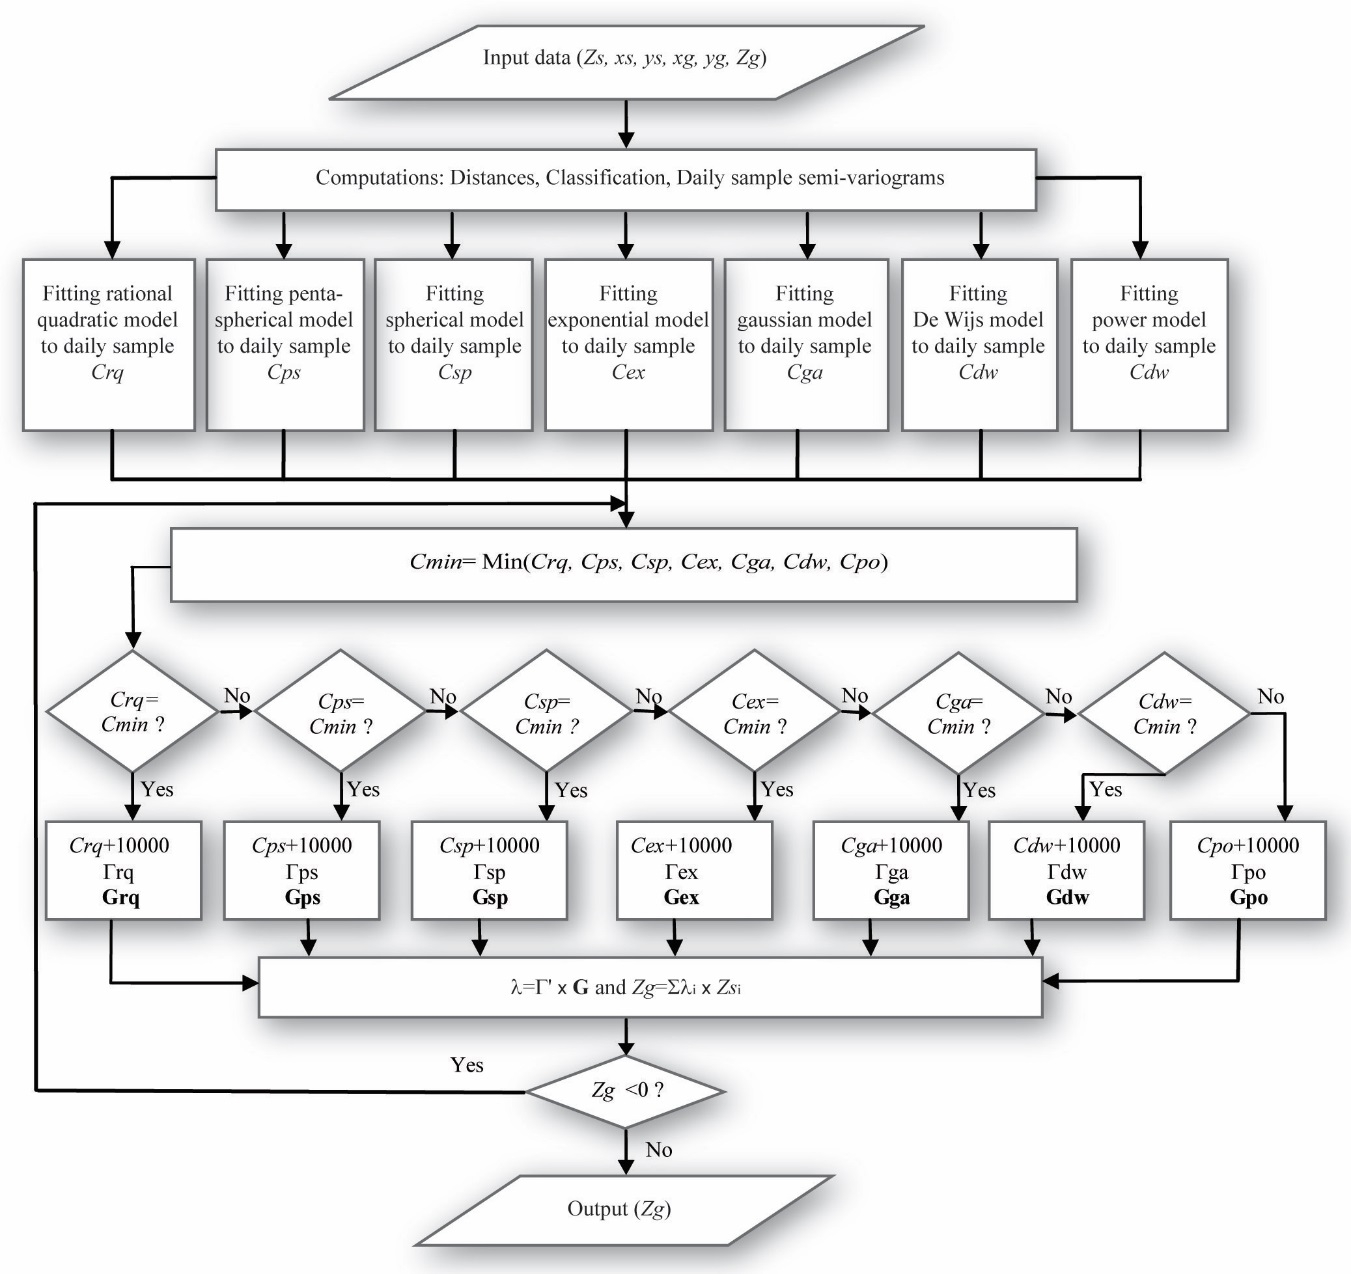 Input data (Zs, xs, ys, xg, yg, Zg)
Computations: Distances, Classification, Daily sample semi-variograms
Fitting rational
quadratic model
to daily sample
Crq
Fitting penta-
spherical model
to daily sample
Cps
Fitting
spherical model
to daily sample
Csp
Fitting
exponential model
to daily sample
Cex
Fitting
gaussian model
to daily sample
Cga
Fitting
De Wijs model
to daily sample
Cdw
Fitting
power model
to daily sample
Cdw
Cmin= Min(Crq, Cps, Csp, Cex, Cga, Cdw, Cpo)
Crq=
Cmin ?
No
Cps=
Cmin ?
No
Csp=
Cmin ?
No
Cex=
Cmin ?
No
Cga=
Cmin ?
No
Cdw=
Cmin ?
No
Yes
Yes
Yes
Yes
Yes
Yes
Crq+10000
Γrq
Grq
Cps+10000
Γps
Gps
Csp+10000
Γsp
Gsp
Cex+10000
Γex
Gex
Cga+10000
Γga
Gga
Cdw+10000
Γdw
Gdw
Cpo+10000
Γpo
Gpo
λ=Γ' x G and Zg=Σλi x Zsi
Yes
Zg <0 ?
No
Output (Zg)